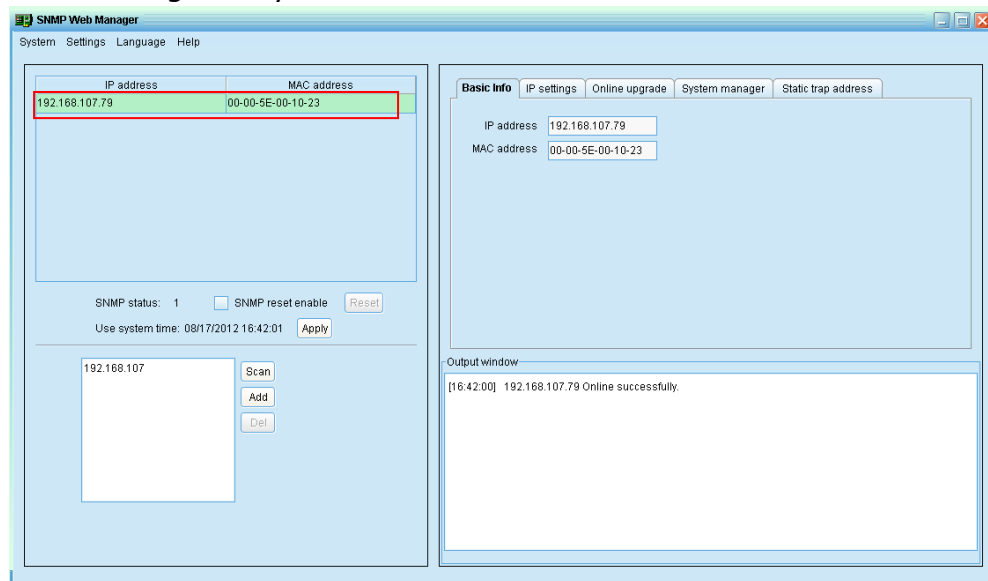 SNMP Web Manager
System Settings Language Help
IP address MAC address
192.168.107.79 00-00-5E-00-10-23
SNMP status: 1 SNMP reset enable Reset
Use system time: 08/17/2012 16:42:01 Apply
192.168.107
Scan
Add
Del
Basic Info IP settings Online upgrade System manager Static trap address
IP address 192.168.107.79
MAC address 00-00-5E-00-10-23
Output window
[16:42:00] 192.168.107.79 Online successfully.